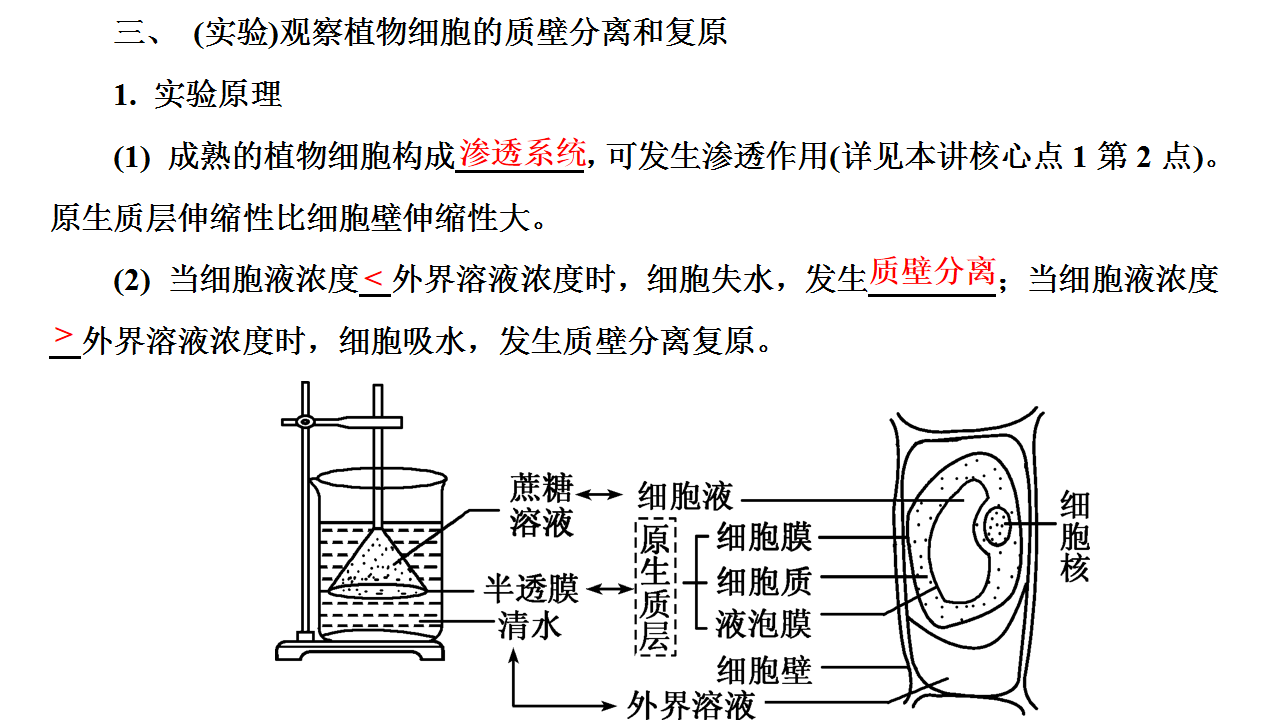 三、 (实验)观察植物细胞的质壁分离和复原
1. 实验原理
(1) 成熟的植物细胞构成渗透系统，可发生渗透作用(详见本讲核心点1第2点)。
原生质层伸缩性比细胞壁伸缩性大。
(2) 当细胞液浓度<外界溶液浓度时，细胞失水，发生质壁分离；当细胞液浓度
>外界溶液浓度时，细胞吸水，发生质壁分离复原。
蔗糖
溶液
半透膜
清水
细胞液
原生质层
细胞膜
细胞质
液泡膜
细胞壁
外界溶液
细胞核